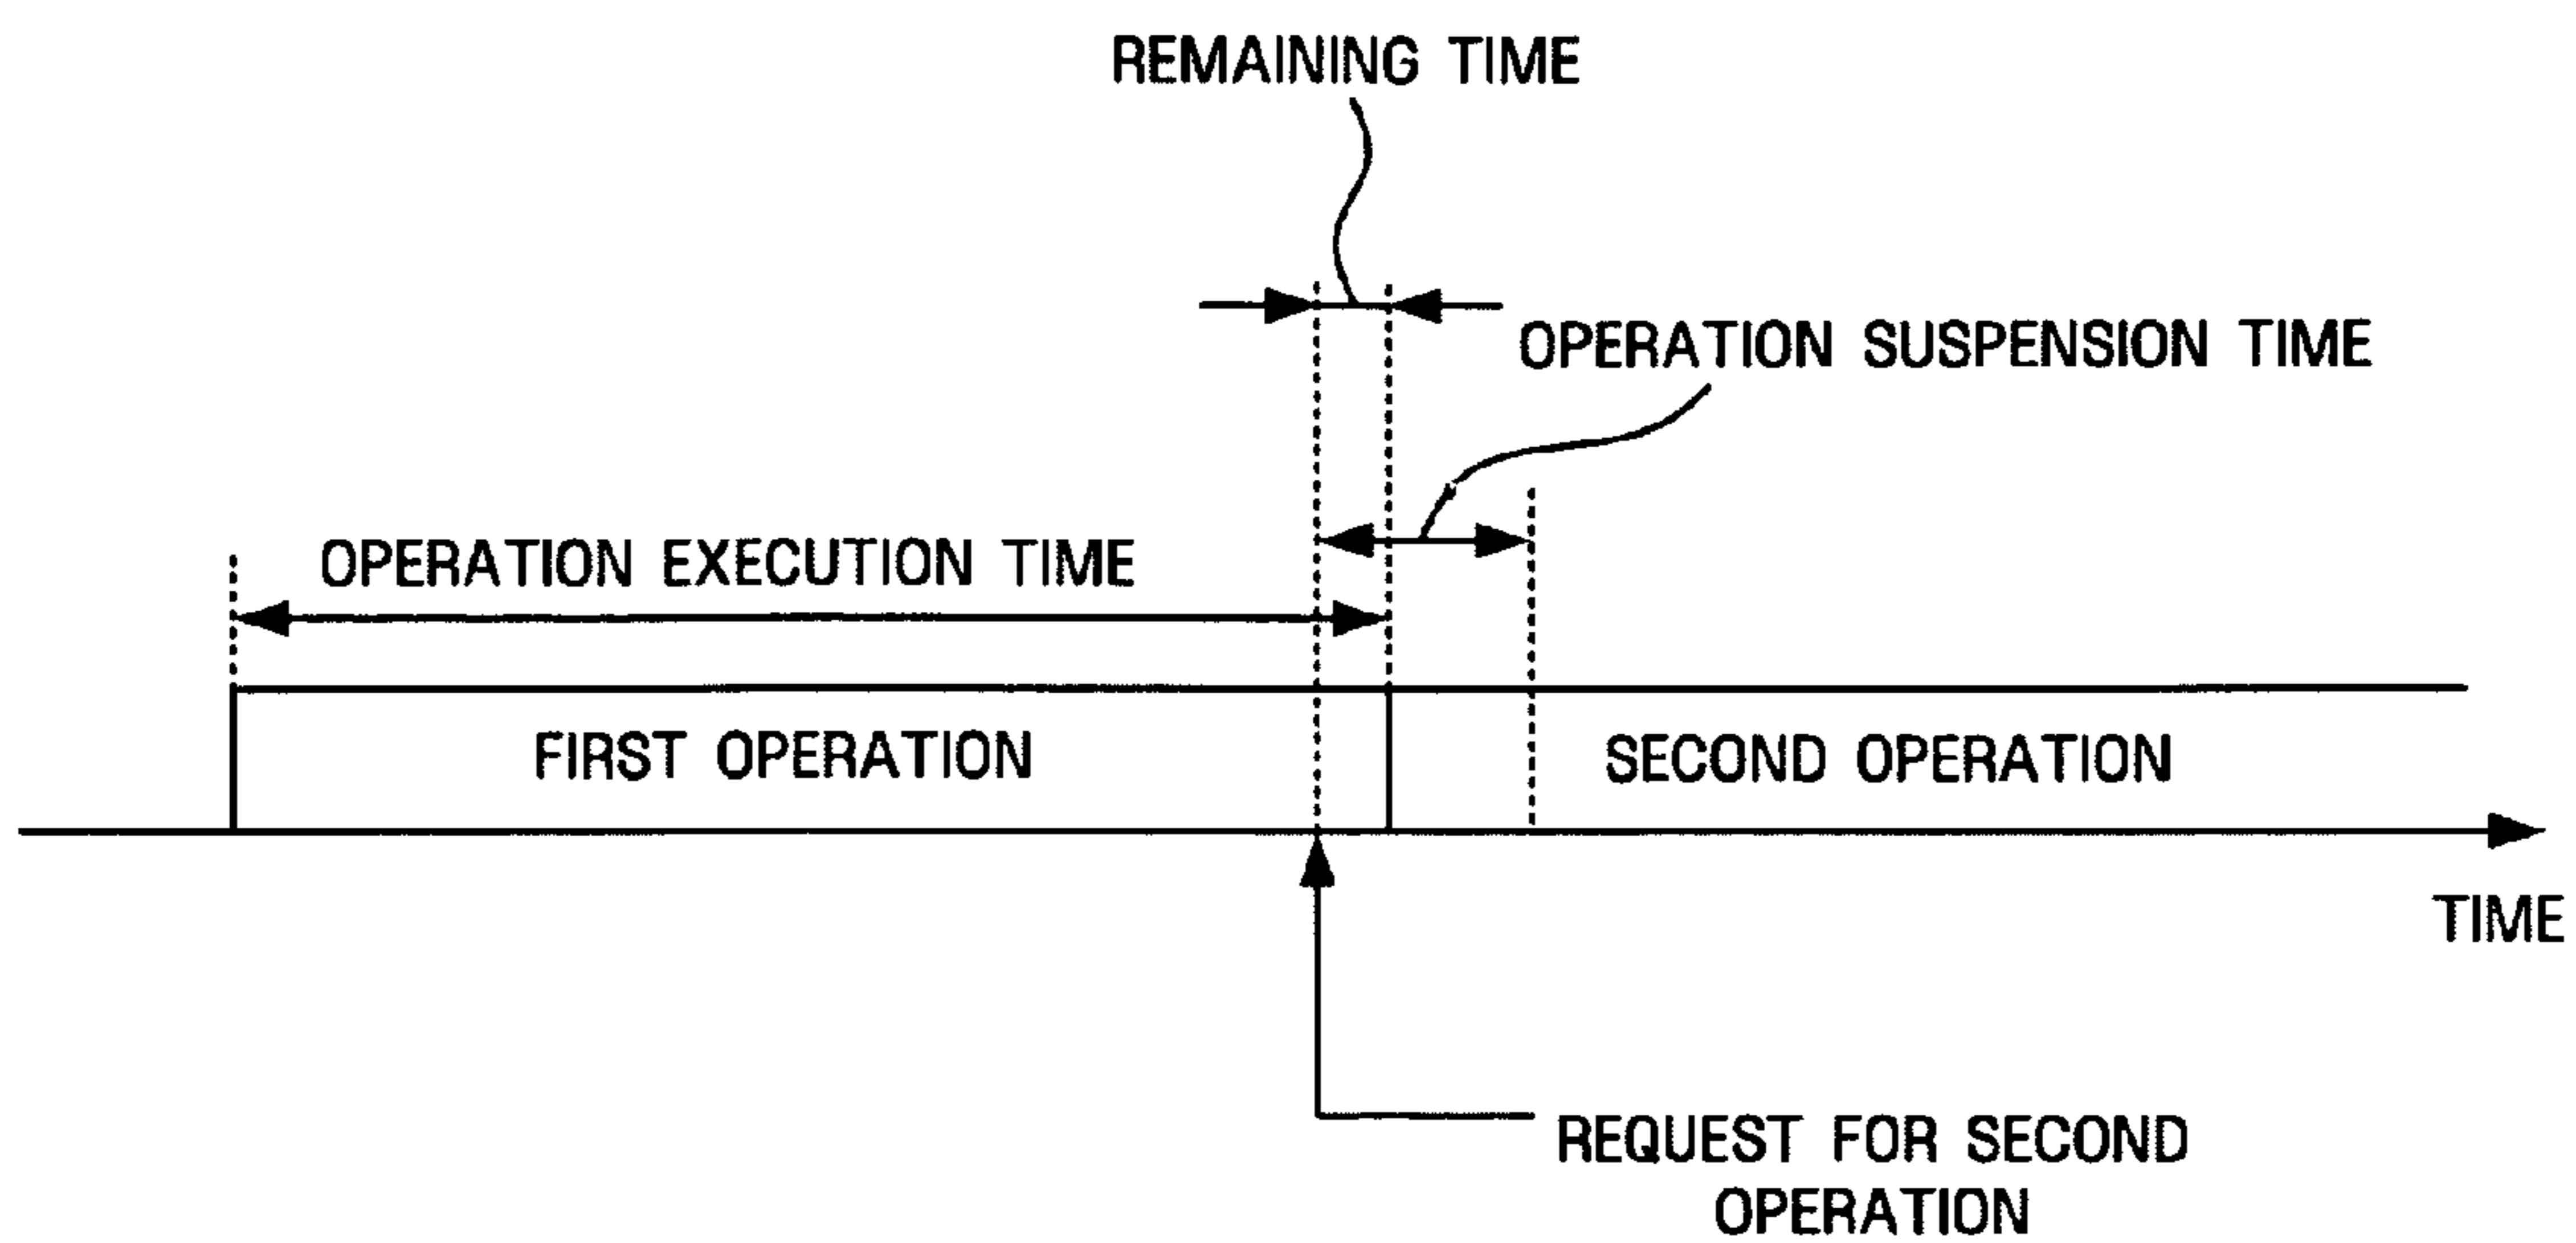 REMAINING TIME
OPERATION SUSPENSION TIME
OPERATION EXECUTION TIME
FIRST OPERATION
SECOND OPERATION
TIME
REQUEST FOR SECOND
OPERATION